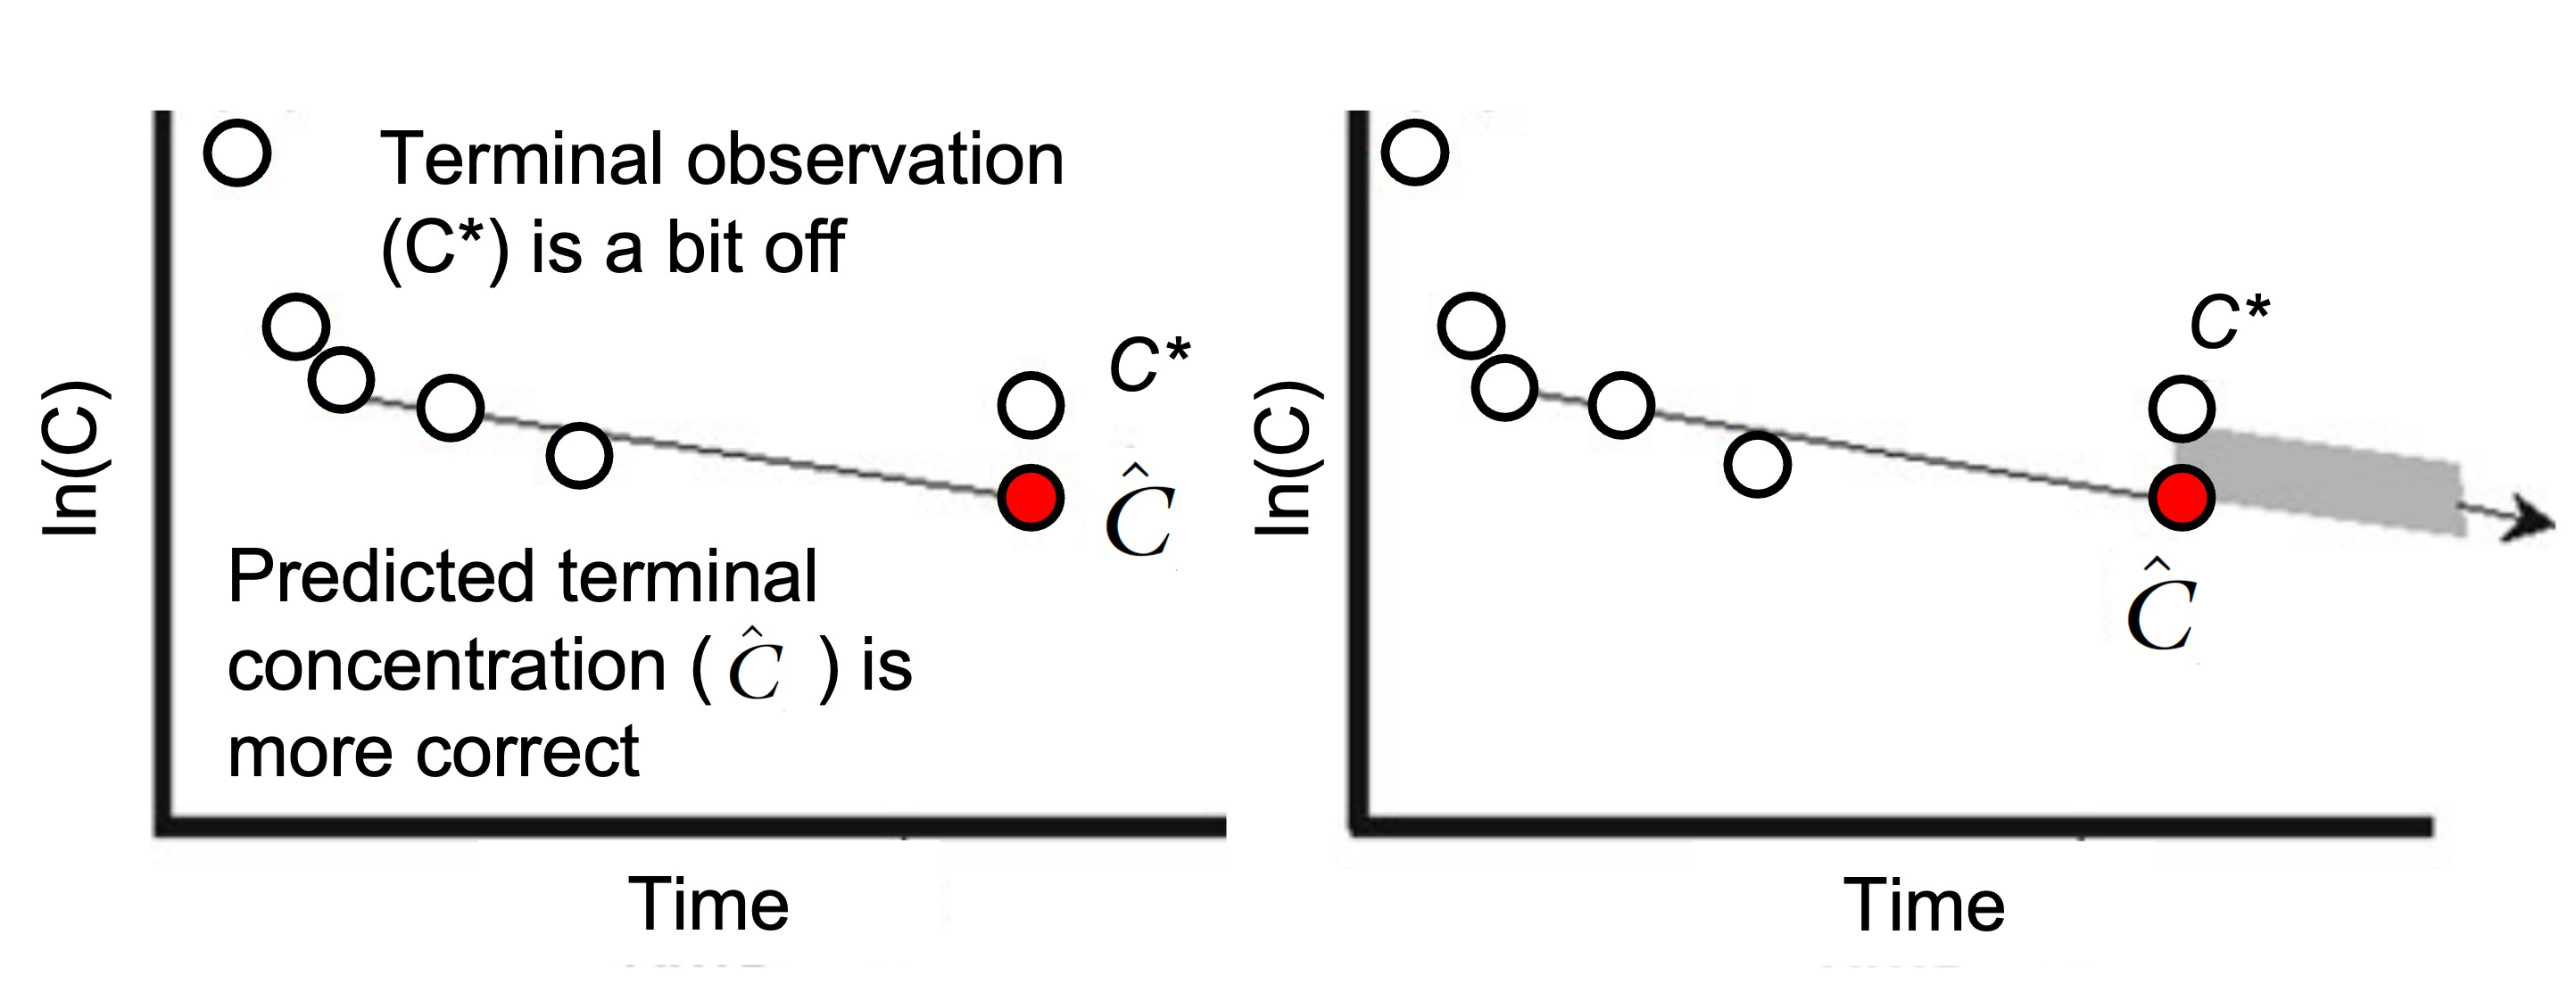 Terminal observation
(C*) is a bit off
C*
Ĉ
Predicted terminal
concentration ( Ĉ ) is
more correct
ln(C)
Time
C*
Ĉ
ln(C)
Time